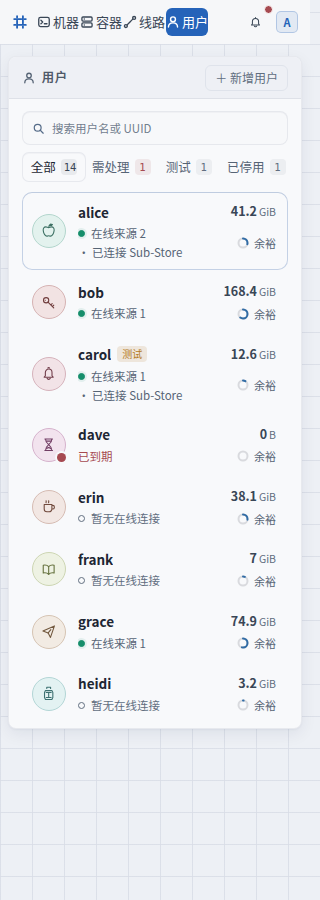 机器 容器 线路 用户 A
用户 新增用户
搜索用户名或 UUID
全部 14 需处理 1 测试 1 已停用 1
alice 41.2 GiB
在线来源 2 余裕
· 已连接 Sub-Store
bob 168.4 GiB
在线来源 1 余裕
carol 测试 12.6 GiB
在线来源 1 余裕
· 已连接 Sub-Store
dave 0 B
已到期 余裕
erin 38.1 GiB
暂无在线连接 余裕
frank 7 GiB
暂无在线连接 余裕
grace 74.9 GiB
在线来源 1 余裕
heidi 3.2 GiB
暂无在线连接 余裕